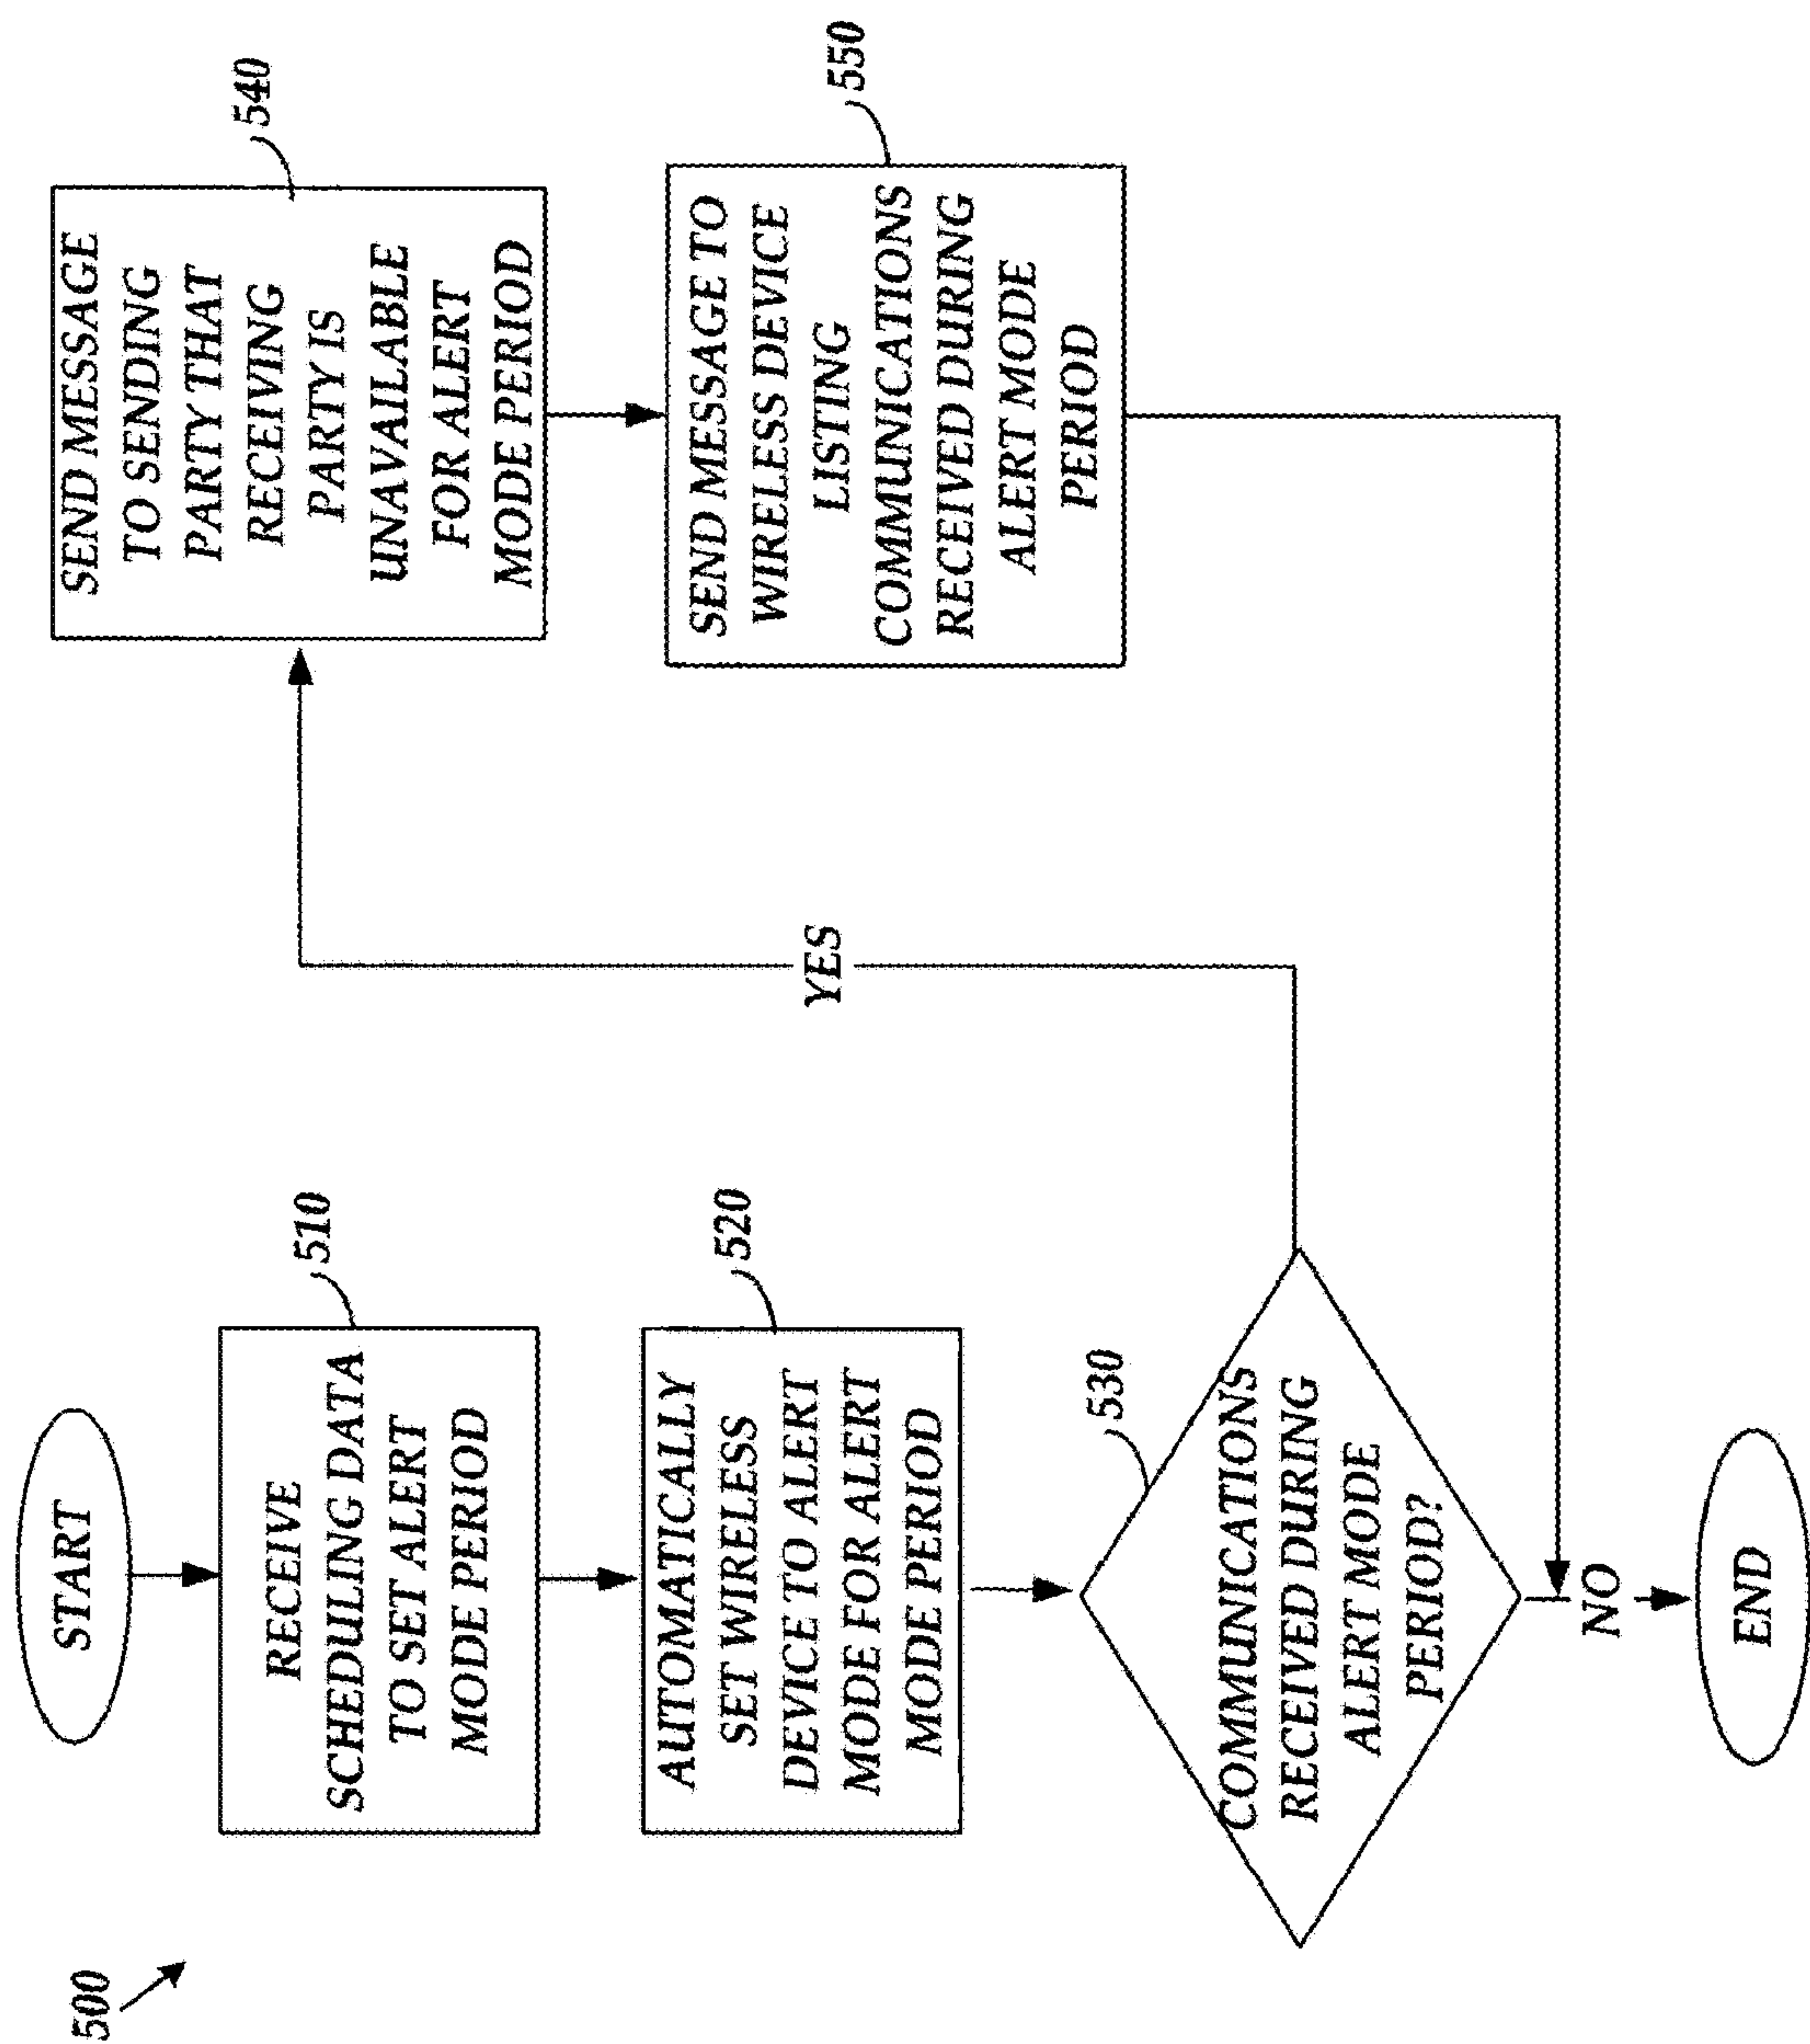 500
START
510
RECEIVE
SCHEDULING DATA
TO SET ALERT
MODE PERIOD
520
AUTOMATICALLY
SET WIRELESS
DEVICE TO ALERT
MODE FOR ALERT
MODE PERIOD
530
COMMUNICATIONS
RECEIVED DURING
ALERT MODE
PERIOD?
YES
NO
END
540
SEND MESSAGE
TO SENDING
PARTY THAT
RECEIVING
PARTY IS
UNAVAILABLE
FOR ALERT
MODE PERIOD
550
SEND MESSAGE TO
WIRELESS DEVICE
LISTING
COMMUNICATIONS
RECEIVED DURING
ALERT MODE
PERIOD